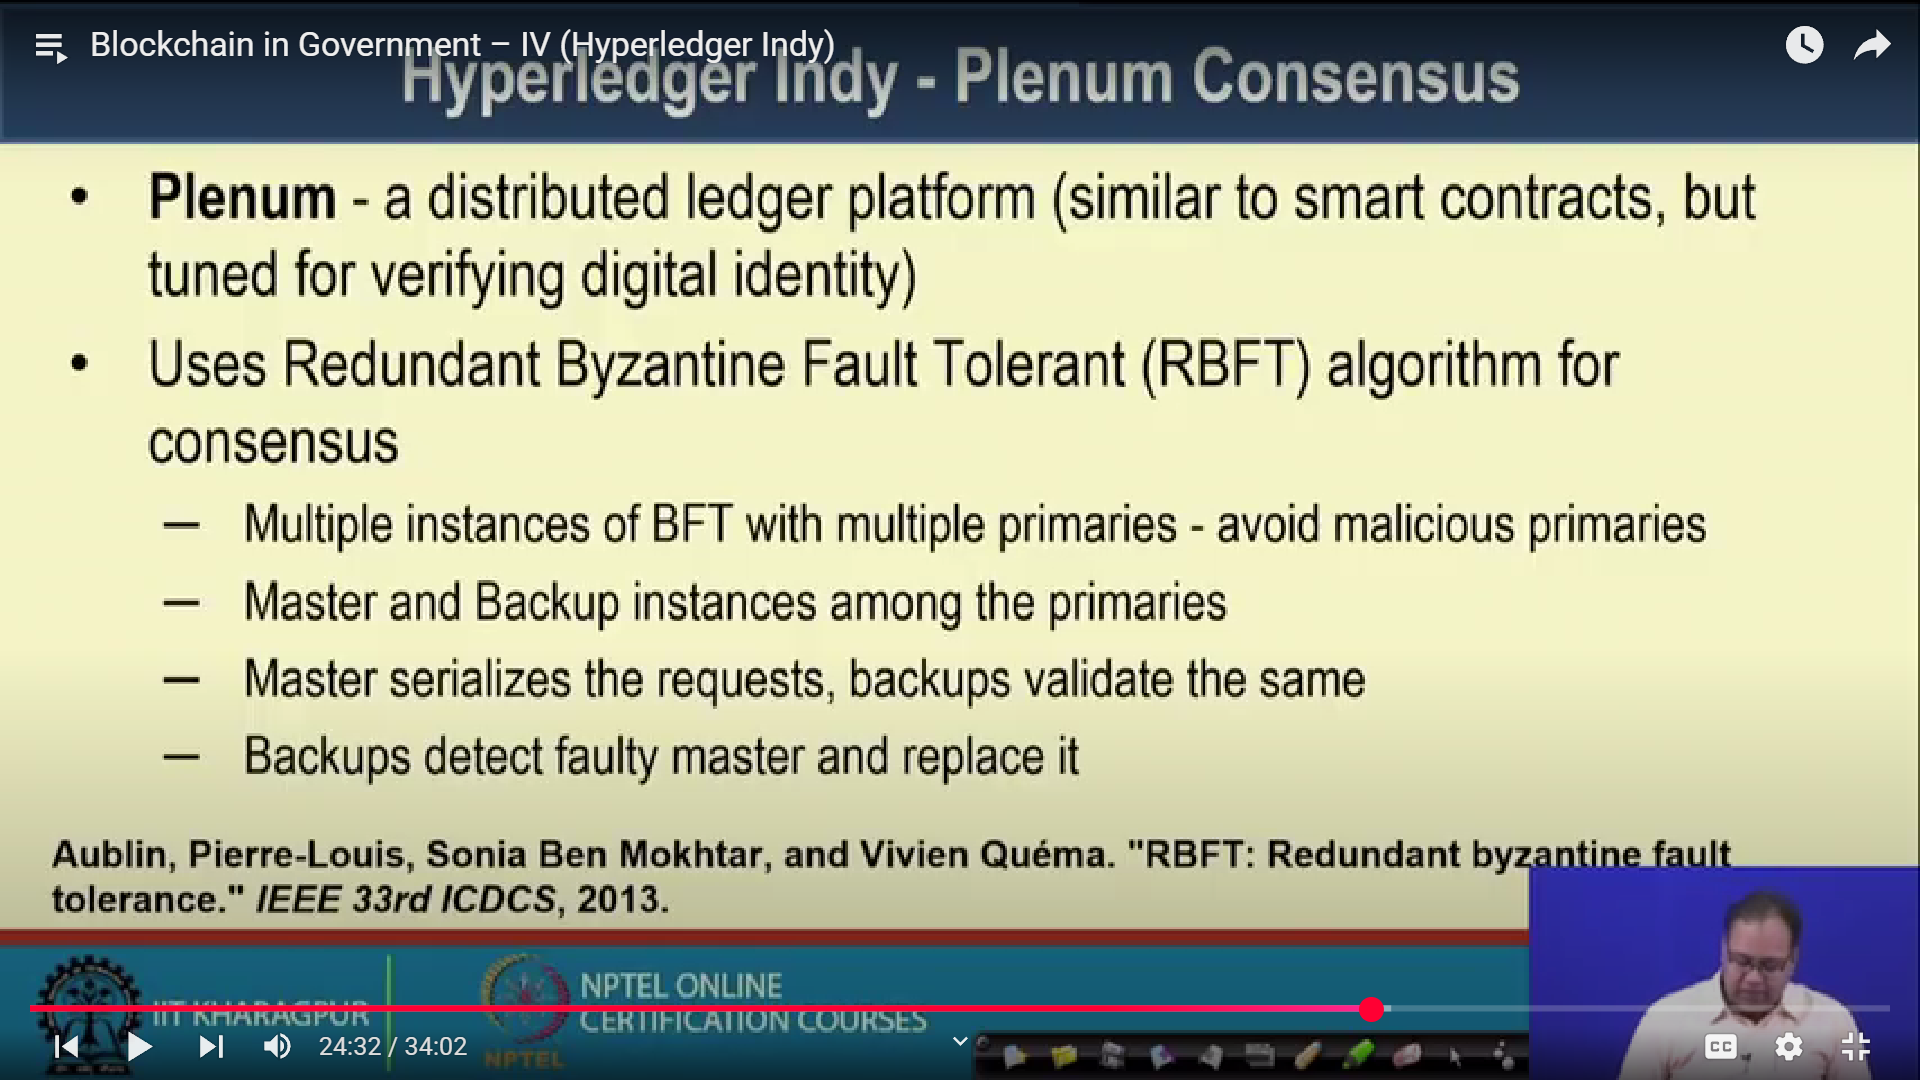 Blockchain in Government – IV (Hyperledger Indy)
Hyperledger Indy - Plenum Consensus
• Plenum - a distributed ledger platform (similar to smart contracts, but
tuned for verifying digital identity)
• Uses Redundant Byzantine Fault Tolerant (RBFT) algorithm for
consensus
— Multiple instances of BFT with multiple primaries - avoid malicious primaries
— Master and Backup instances among the primaries
— Master serializes the requests, backups validate the same
— Backups detect faulty master and replace it
Aublin, Pierre-Louis, Sonia Ben Mokhtar, and Vivien Quéma. "RBFT: Redundant byzantine fault
tolerance." IEEE 33rd ICDCS, 2013.
IIT KHARAGPUR
NPTEL
NPTEL ONLINE
CERTIFICATION COURSES
24:32 / 34:02
CC